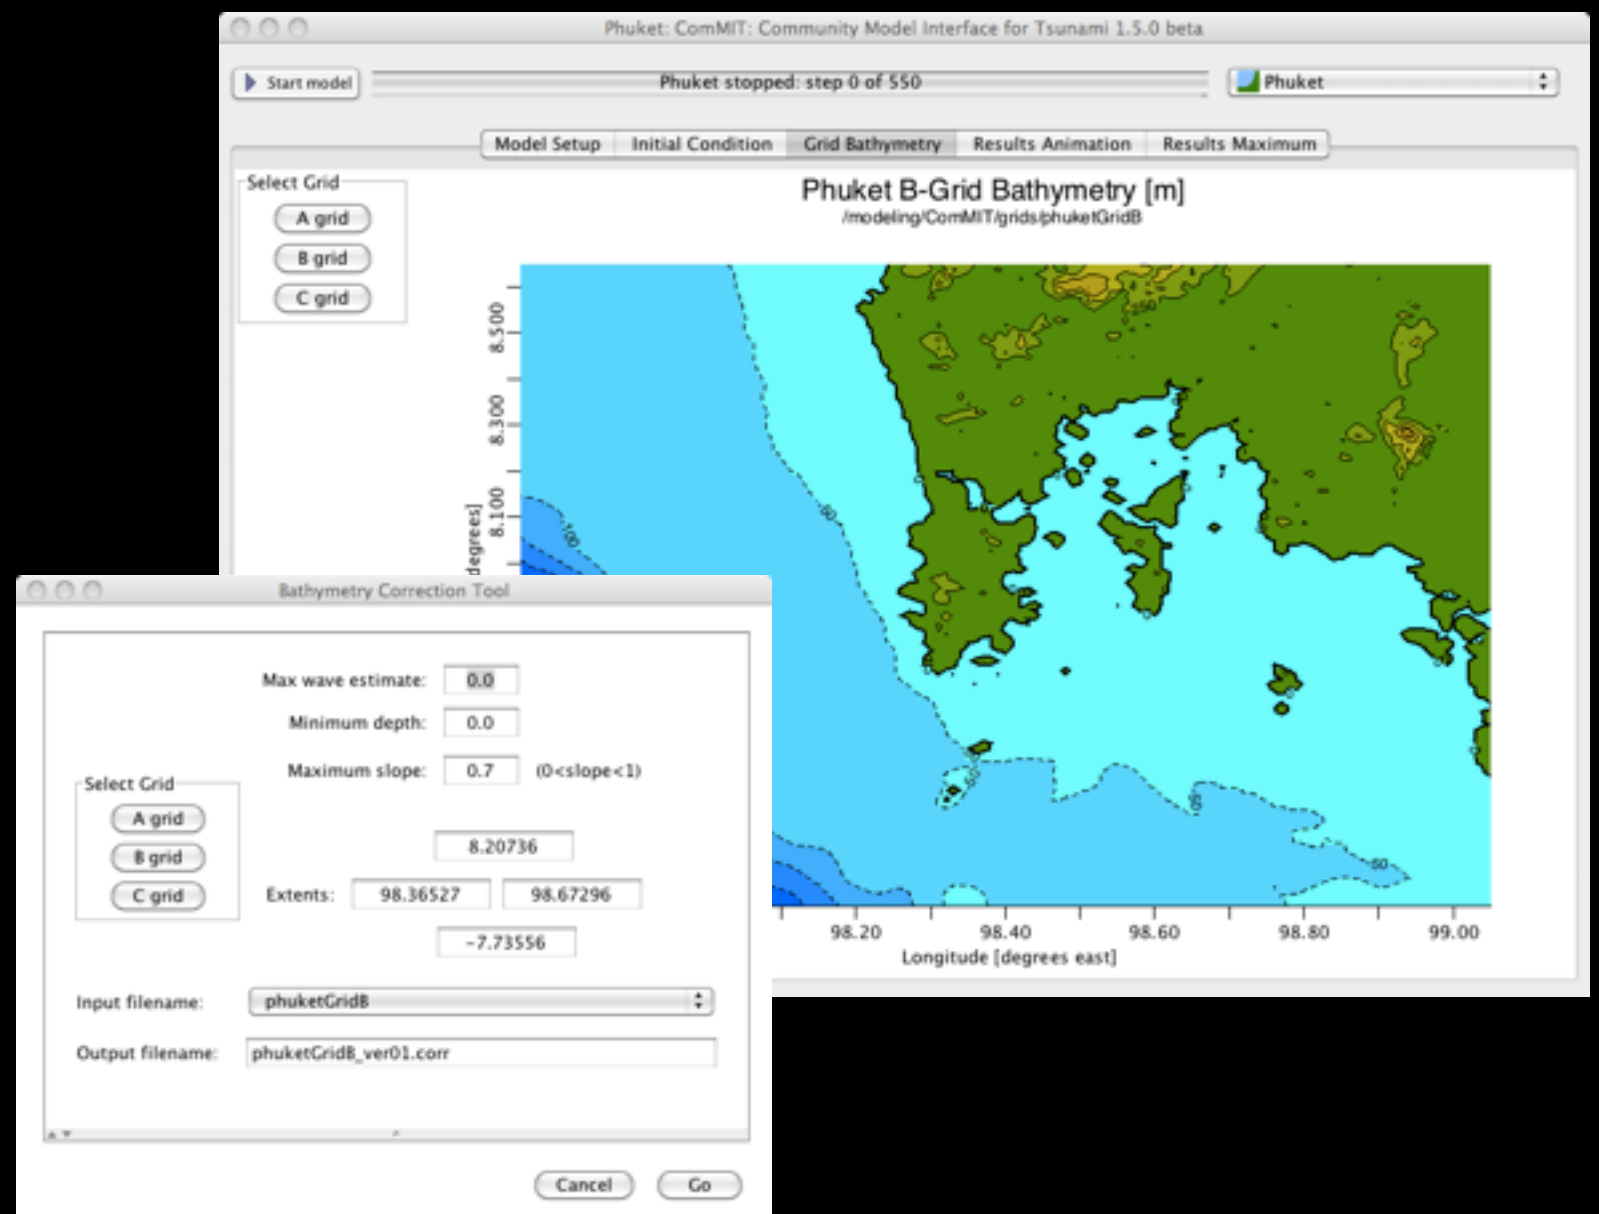 Phuket: ComMIT: Community Model Interface for Tsunami 1.5.0 beta
Start model
Phuket stopped: step 0 of 550
Phuket
Model Setup
Initial Condition
Grid Bathymetry
Results Animation
Results Maximum
Select Grid
A grid
B grid
C grid
Phuket B-Grid Bathymetry [m]
/modeling/ComMIT/grids/phuketGridB
8.500
8.300
8.100
degrees]
50
100
50
50
50
98.20
98.40
98.60
98.80
99.00
Longitude [degrees east]
Bathymetry Correction Tool
Max wave estimate: 0.0
Minimum depth: 0.0
Maximum slope: 0.7 (0<slope<1)
Select Grid
A grid
B grid
C grid
8.20736
Extents: 98.36527 98.67296
-7.73556
Input filename: phuketGridB
Output filename: phuketGridB_ver01.corr
Cancel
Go